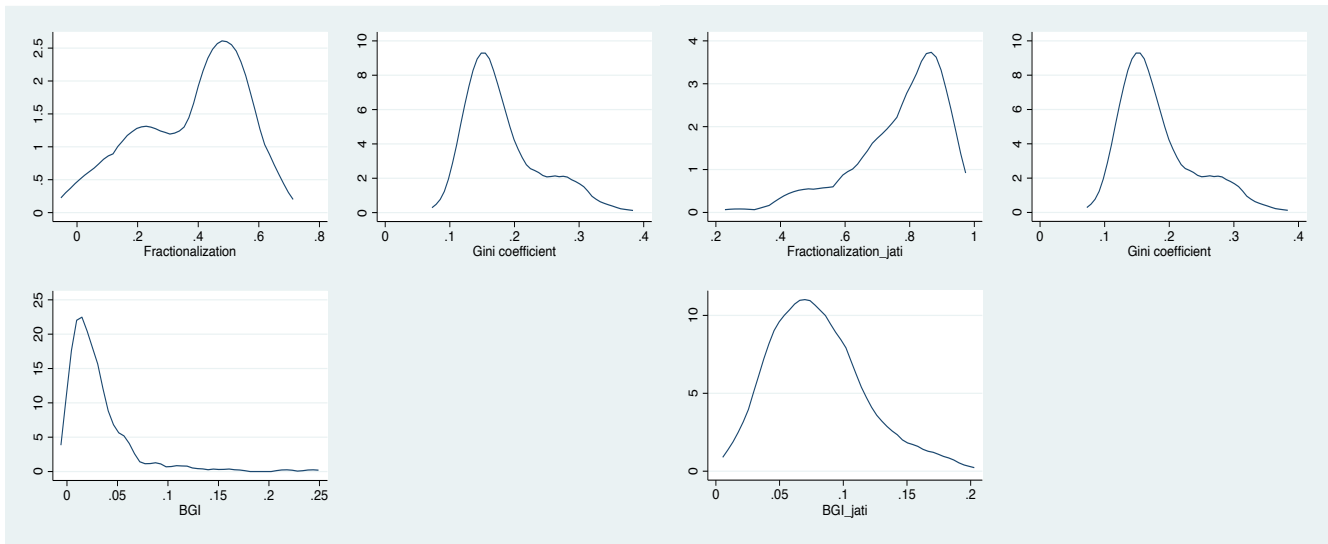 2.5
2
1.5
1
.5
0
0 .2 .4 .6 .8
Fractionalization
10
8
6
4
2
0
0 .1 .2 .3 .4
Gini coefficient
4
3
2
1
0
.2 .4 .6 .8 1
Fractionalization_jati
10
8
6
4
2
0
0 .1 .2 .3 .4
Gini coefficient
25
20
15
10
5
0
0 .05 .1 .15 .2 .25
BGI
10
5
0
0 .05 .1 .15 .2
BGI_jati